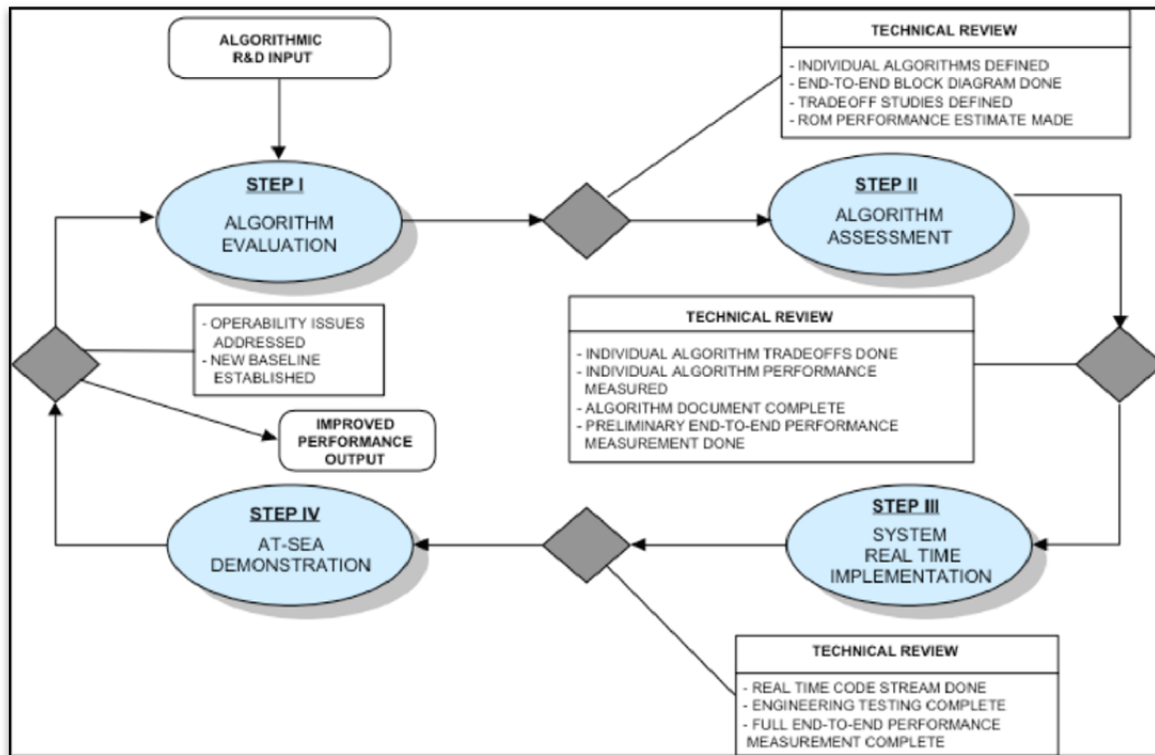 ALGORITHMIC
R&D INPUT
TECHNICAL REVIEW
- INDIVIDUAL ALGORITHMS DEFINED
- END-TO-END BLOCK DIAGRAM DONE
- TRADEOFF STUDIES DEFINED
- ROM PERFORMANCE ESTIMATE MADE
STEP I
ALGORITHM
EVALUATION
STEP II
ALGORITHM
ASSESSMENT
- OPERABILITY ISSUES
ADDRESSED
- NEW BASELINE
ESTABLISHED
TECHNICAL REVIEW
- INDIVIDUAL ALGORITHM TRADEOFFS DONE
- INDIVIDUAL ALGORITHM PERFORMANCE
MEASURED
- ALGORITHM DOCUMENT COMPLETE
- PRELIMINARY END-TO-END PERFORMANCE
MEASUREMENT DONE
IMPROVED
PERFORMANCE
OUTPUT
STEP IV
AT-SEA
DEMONSTRATION
STEP III
SYSTEM
REAL TIME
IMPLEMENTATION
TECHNICAL REVIEW
- REAL TIME CODE STREAM DONE
- ENGINEERING TESTING COMPLETE
- FULL END-TO-END PERFORMANCE
MEASUREMENT COMPLETE